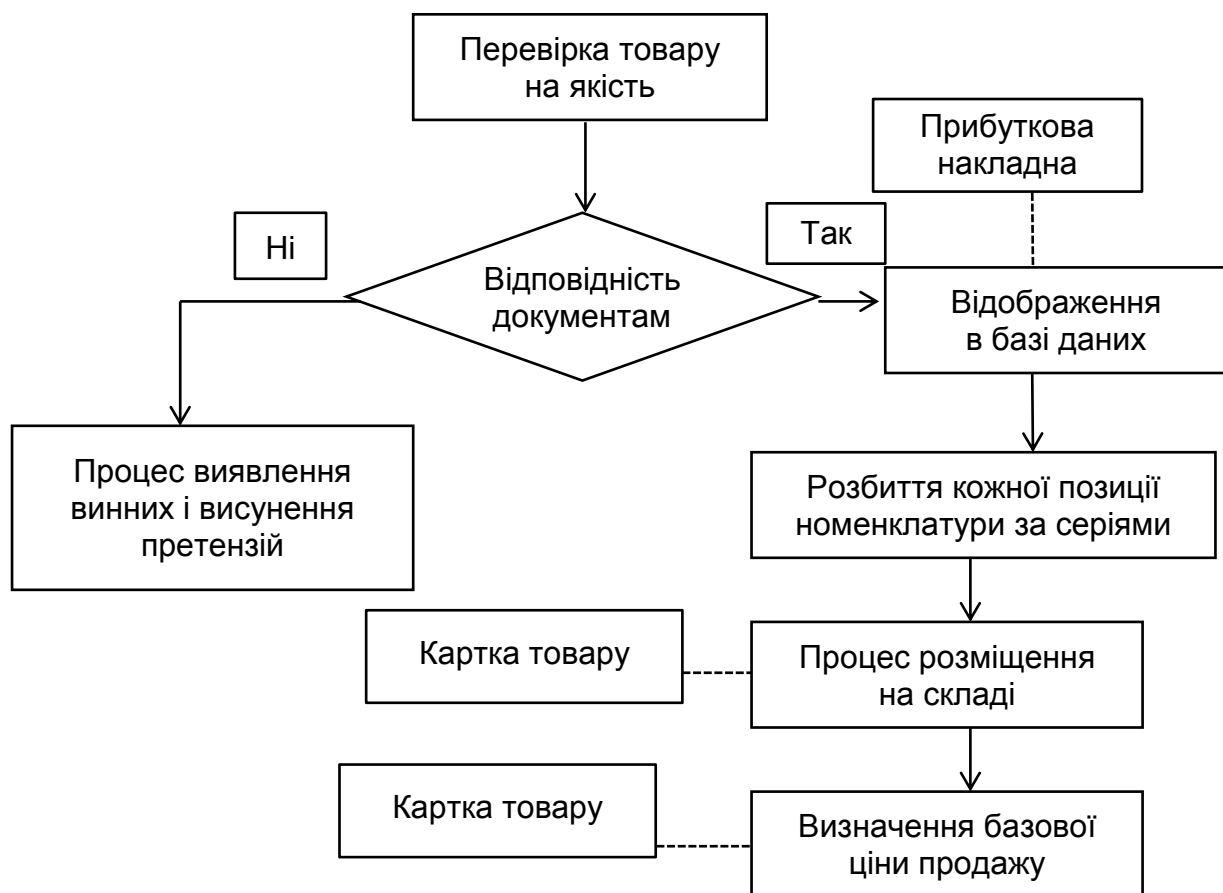 Перевірка товару
на якість
Прибуткова
накладна
Ні
Так
Відповідність
документам
Відображення
в базі даних
Процес виявлення
винних і висунення
претензій
Розбиття кожної позиції
номенклатури за серіями
Картка товару
Процес розміщення
на складі
Картка товару
Визначення базової
ціни продажу